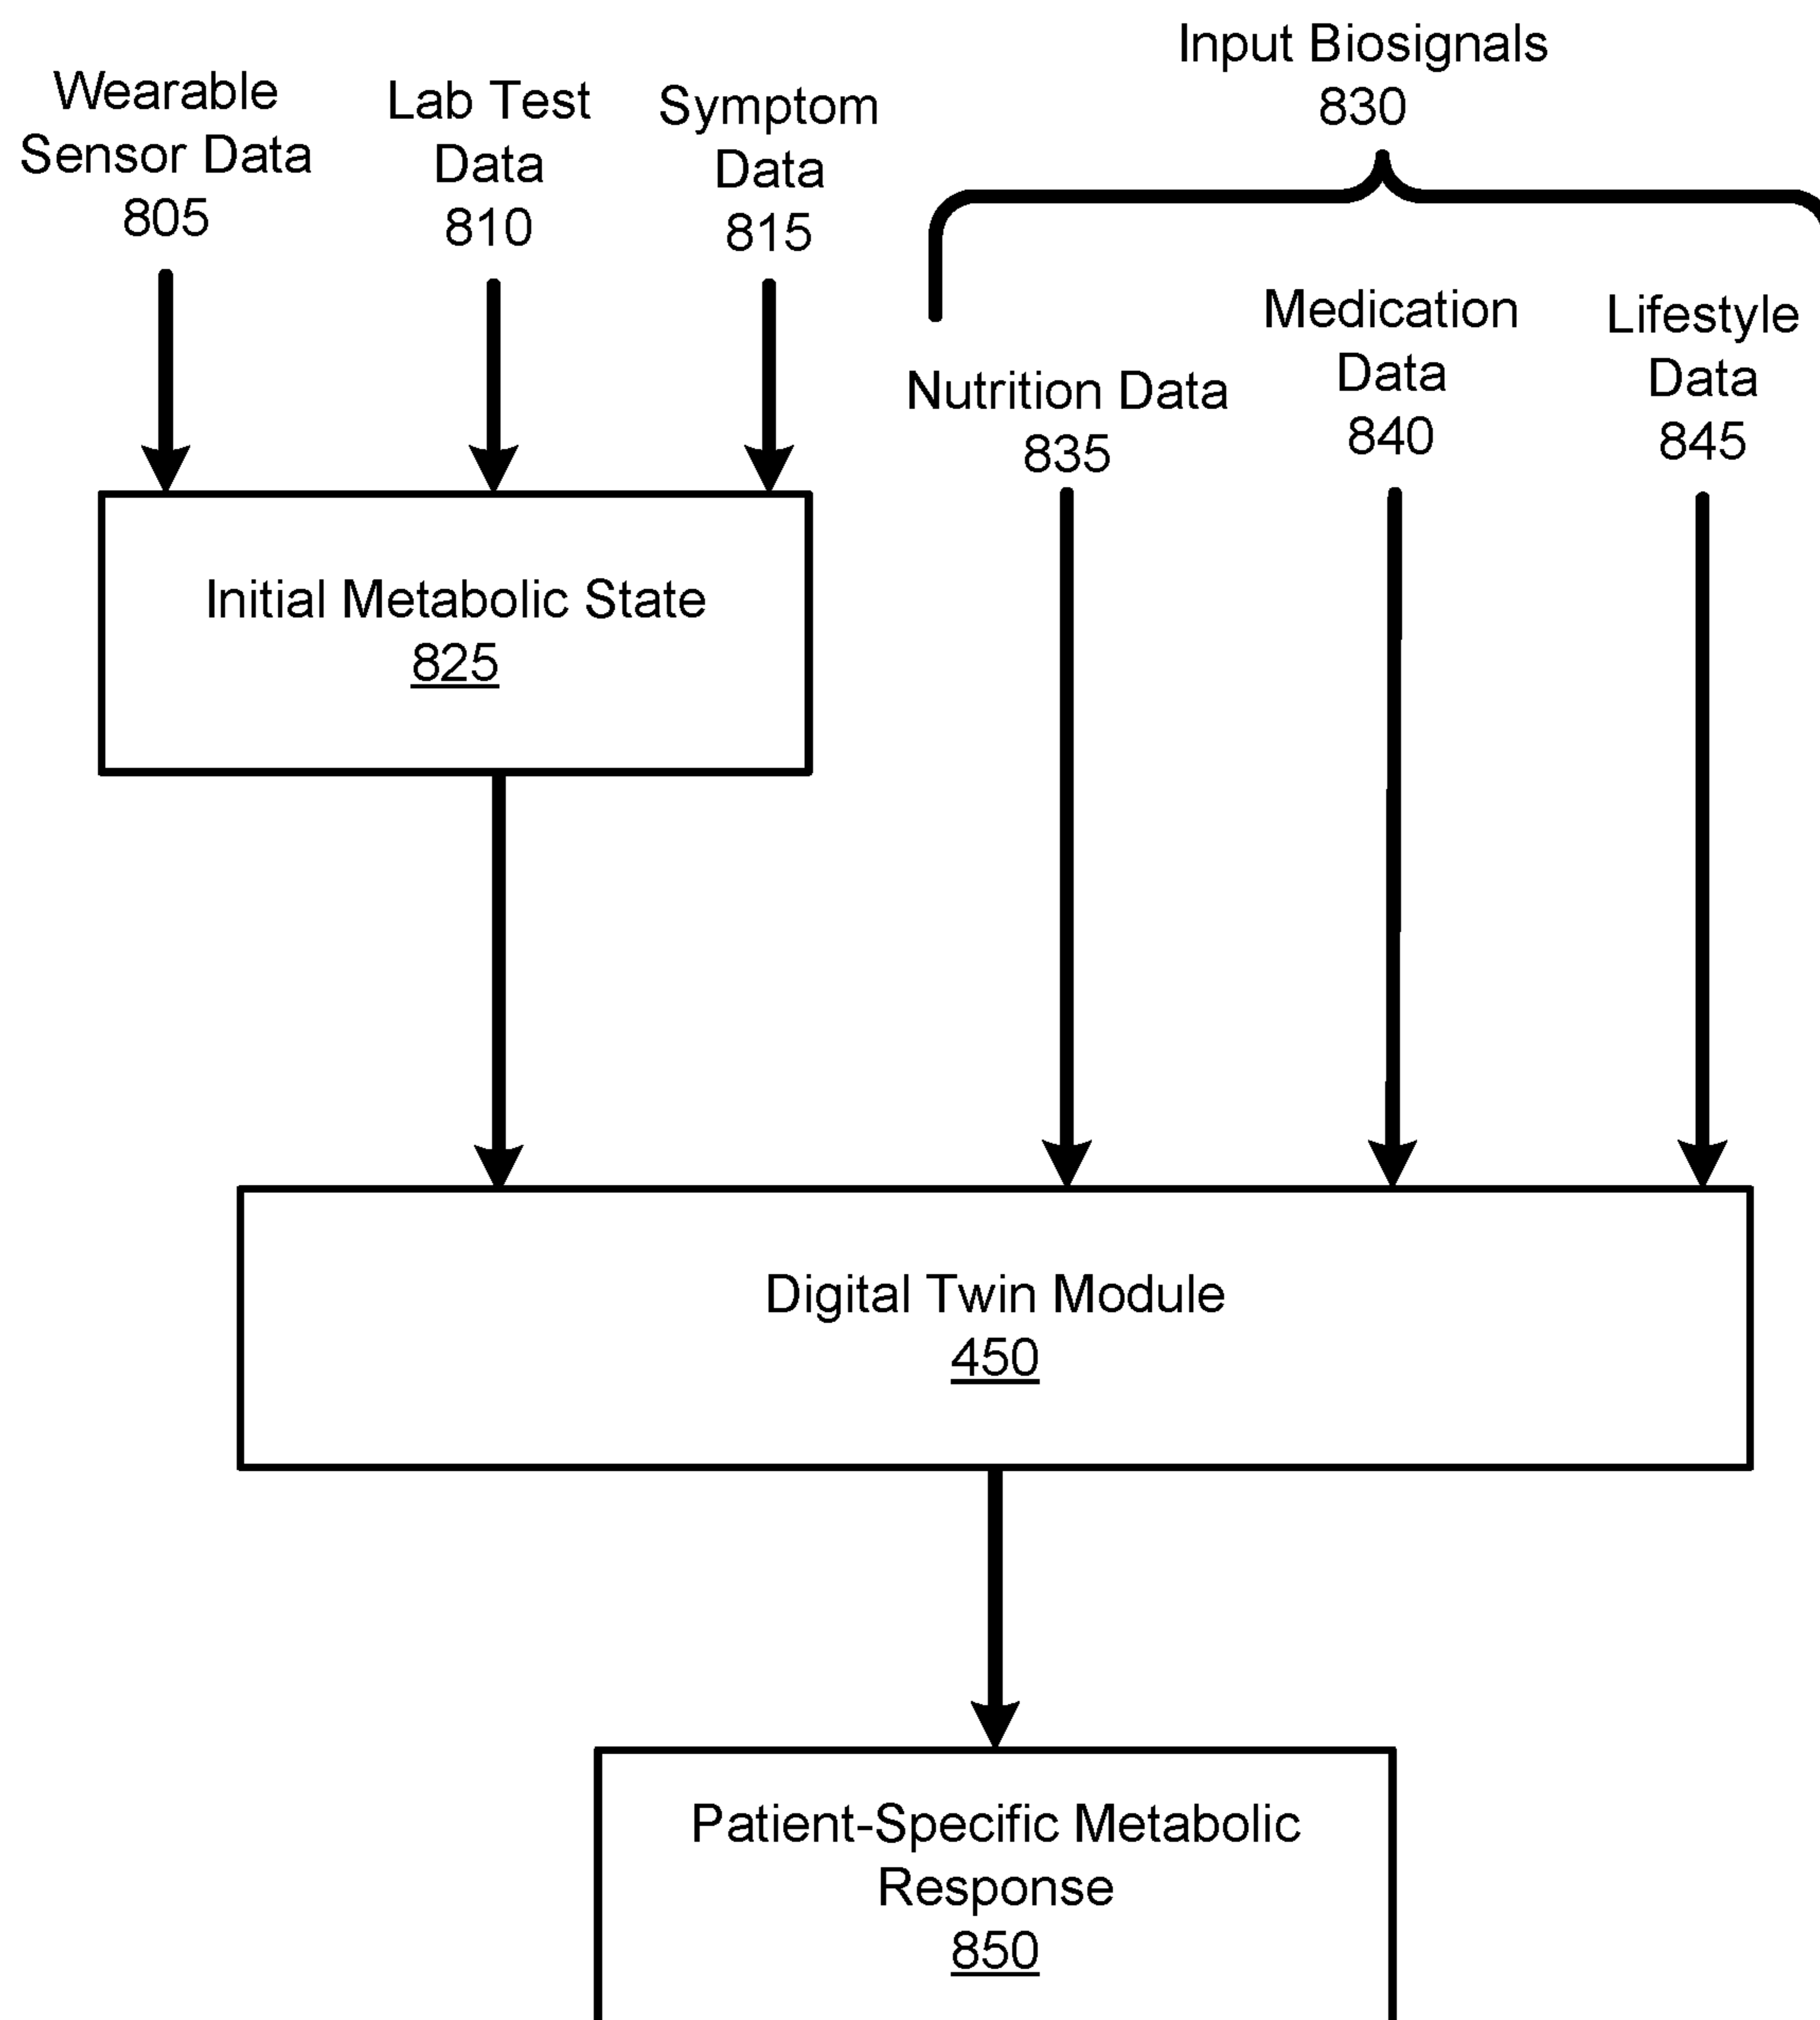 Wearable
Sensor Data
805
Lab Test
Data
810
Symptom
Data
815
Input Biosignals
830
Nutrition Data
835
Medication
Data
840
Lifestyle
Data
845
Initial Metabolic State
825
Digital Twin Module
450
Patient-Specific Metabolic
Response
850